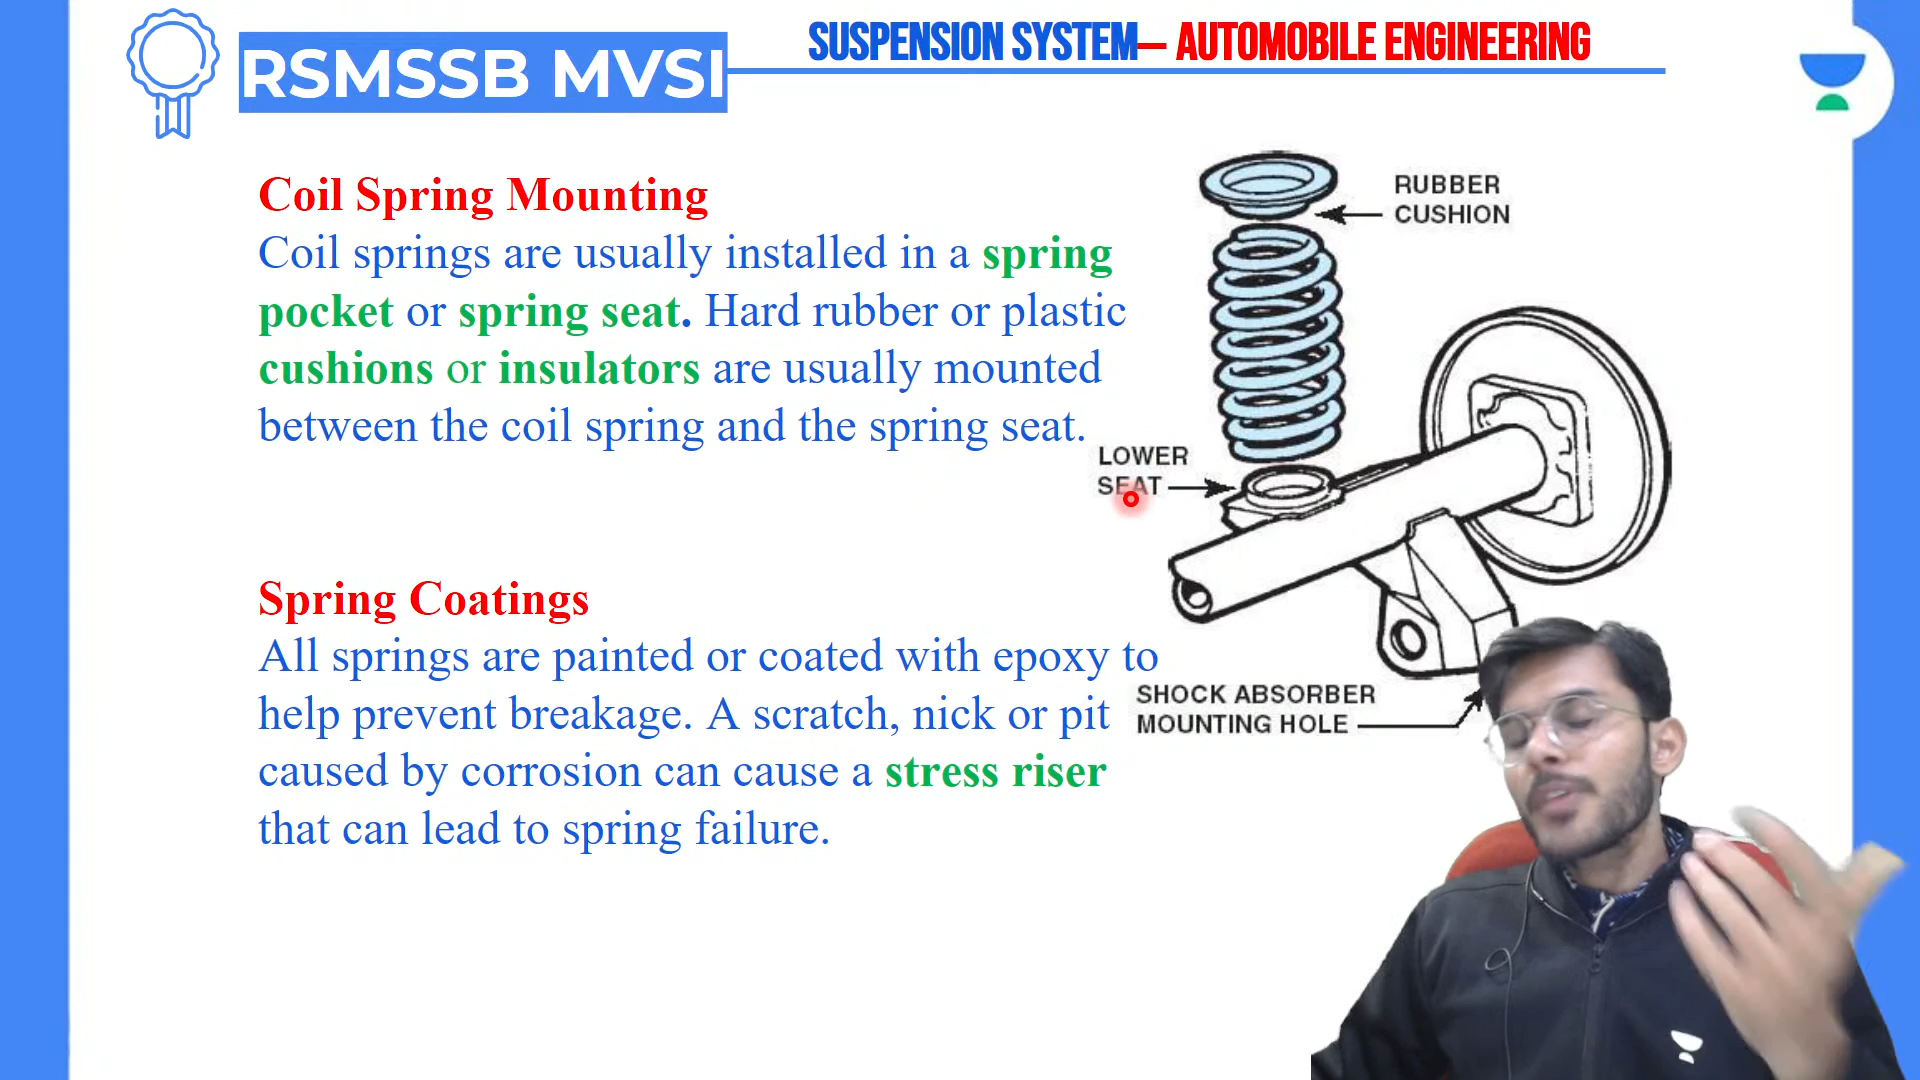 RSMSSB MVSI
SUSPENSION SYSTEM– AUTOMOBILE ENGINEERING
Coil Spring Mounting
Coil springs are usually installed in a spring
pocket or spring seat. Hard rubber or plastic
cushions or insulators are usually mounted
between the coil spring and the spring seat.
RUBBER
CUSHION
LOWER
SEAT
Spring Coatings
All springs are painted or coated with epoxy to
help prevent breakage. A scratch, nick or pit
caused by corrosion can cause a stress riser
that can lead to spring failure.
SHOCK ABSORBER
MOUNTING HOLE